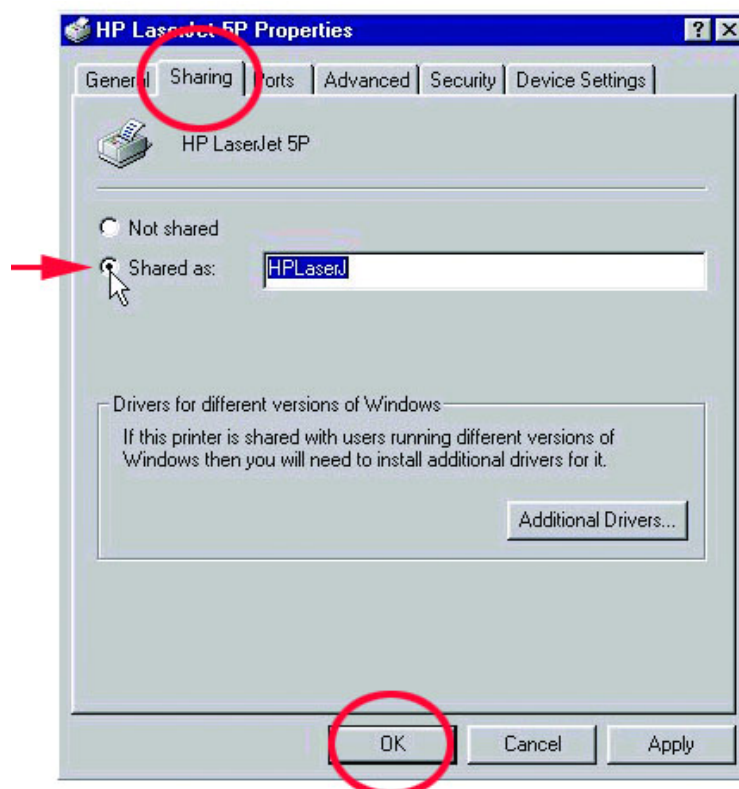 HP LaserJet 5P Properties
General Sharing Ports Advanced Security Device Settings
HP LaserJet 5P
Not shared
Shared as: HPLaserJ
Drivers for different versions of Windows
If this printer is shared with users running different versions of
Windows then you will need to install additional drivers for it.
Additional Drivers...
OK Cancel Apply